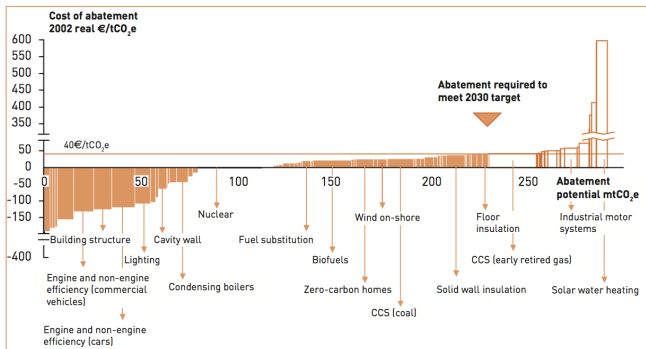 Cost of abatement
2002 real €/tCO₂e
600
550
500
450
400
350
50
0
-50
-100
-150
-400
40€/tCO₂e
Abatement required to
meet 2030 target
0
50
100
150
200
250
Abatement
potential mtCO₂e
Building structure
Engine and non-engine
efficiency (commercial
vehicles)
Engine and non-engine
efficiency (cars)
Lighting
Cavity wall
Condensing boilers
Nuclear
Fuel substitution
Biofuels
Zero-carbon homes
Wind on-shore
CCS (coal)
Solid wall insulation
Floor
insulation
CCS (early retired gas)
Industrial motor
systems
Solar water heating